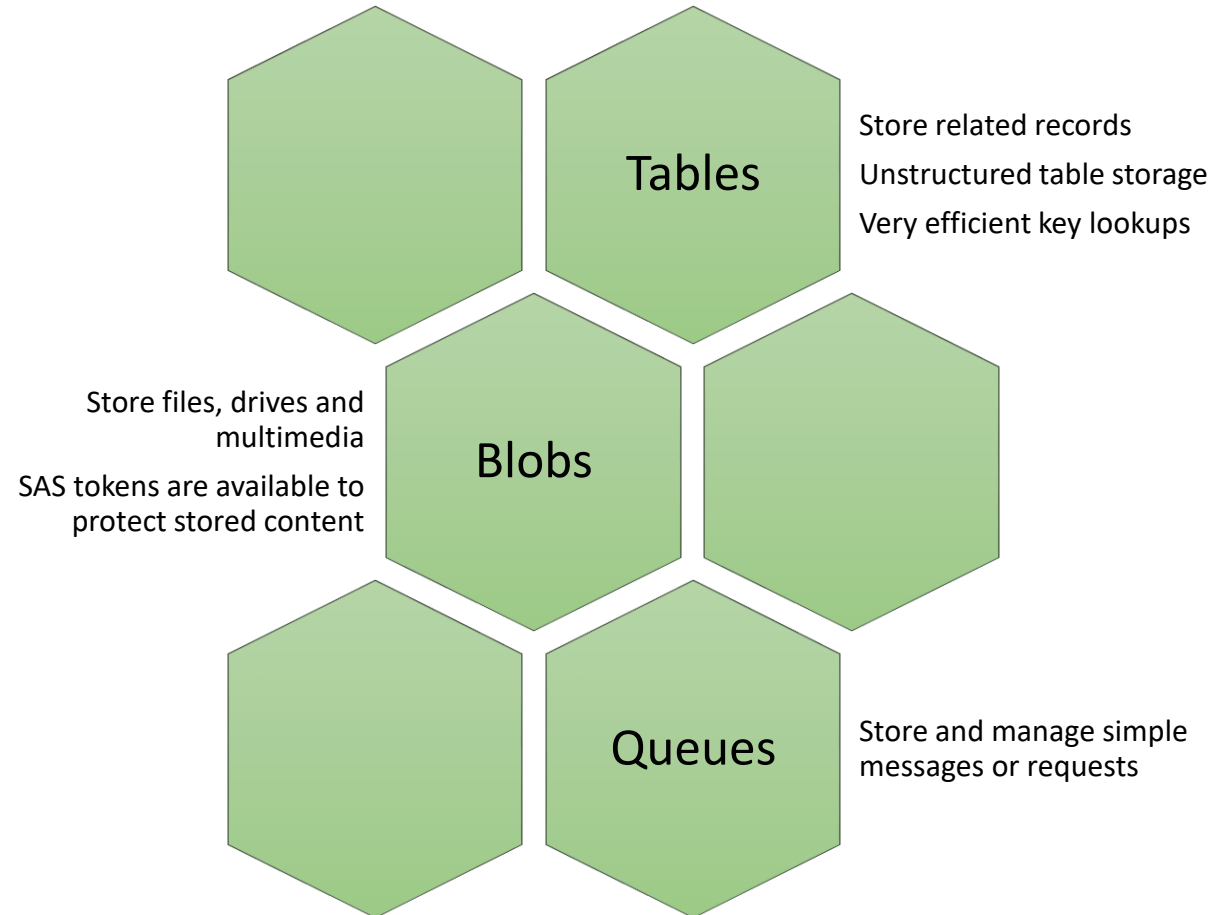 Tables
Store related records
Unstructured table storage
Very efficient key lookups
Store files, drives and
multimedia
SAS tokens are available to
protect stored content
Blobs
Queues
Store and manage simple
messages or requests